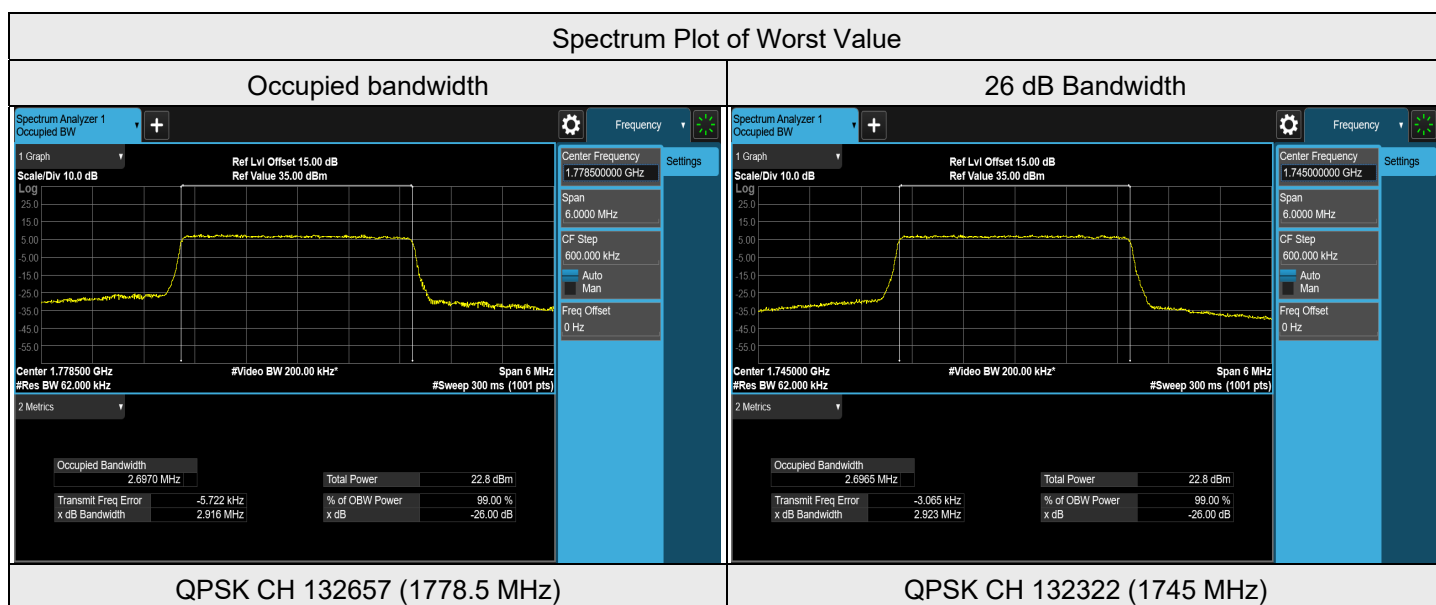 Spectrum Plot of Worst Value
Occupied bandwidth
26 dB Bandwidth
Spectrum Analyzer 1
Occupied BW
+
Frequency
1 Graph
Ref Lvl Offset 15.00 dB
Scale/Div 10.0 dB
Ref Value 35.00 dBm
Log
25.0
15.0
5.00
-5.00
-15.0
-25.0
-35.0
-45.0
-55.0
Center 1.778500 GHz
#Video BW 200.00 kHz*
Span 6 MHz
#Res BW 62.000 kHz
#Sweep 300 ms (1001 pts)
Center Frequency
1.778500000 GHz
Settings
Span
6.0000 MHz
CF Step
600.000 kHz
Auto
Man
Freq Offset
0 Hz
2 Metrics
Occupied Bandwidth
2.6970 MHz
Total Power 22.8 dBm
Transmit Freq Error -5.722 kHz % of OBW Power 99.00 %
x dB Bandwidth 2.916 MHz x dB -26.00 dB
Spectrum Analyzer 1
Occupied BW
+
Frequency
1 Graph
Ref Lvl Offset 15.00 dB
Scale/Div 10.0 dB
Ref Value 35.00 dBm
Log
25.0
15.0
5.00
-5.00
-15.0
-25.0
-35.0
-45.0
-55.0
Center 1.745000 GHz
#Video BW 200.00 kHz*
Span 6 MHz
#Res BW 62.000 kHz
#Sweep 300 ms (1001 pts)
Center Frequency
1.745000000 GHz
Settings
Span
6.0000 MHz
CF Step
600.000 kHz
Auto
Man
Freq Offset
0 Hz
2 Metrics
Occupied Bandwidth
2.6965 MHz
Total Power 22.8 dBm
Transmit Freq Error -3.065 kHz % of OBW Power 99.00 %
x dB Bandwidth 2.923 MHz x dB -26.00 dB
QPSK CH 132657 (1778.5 MHz)
QPSK CH 132322 (1745 MHz)